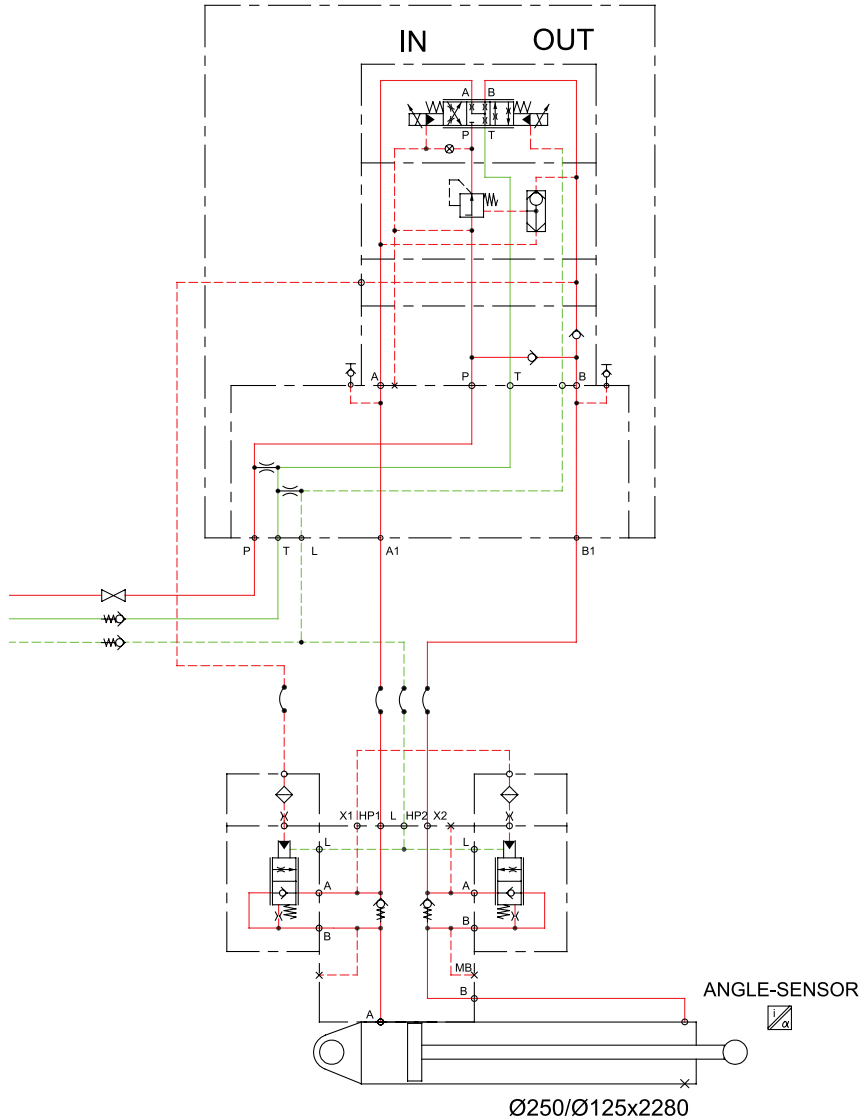 IN OUT
A B
P T
A P T B
P T L A1 B1
X1 HP1 L HP2 X2
L L
A A
B B
MB
B
ANGLE-SENSOR
i
α
A
Ø250/Ø125x2280